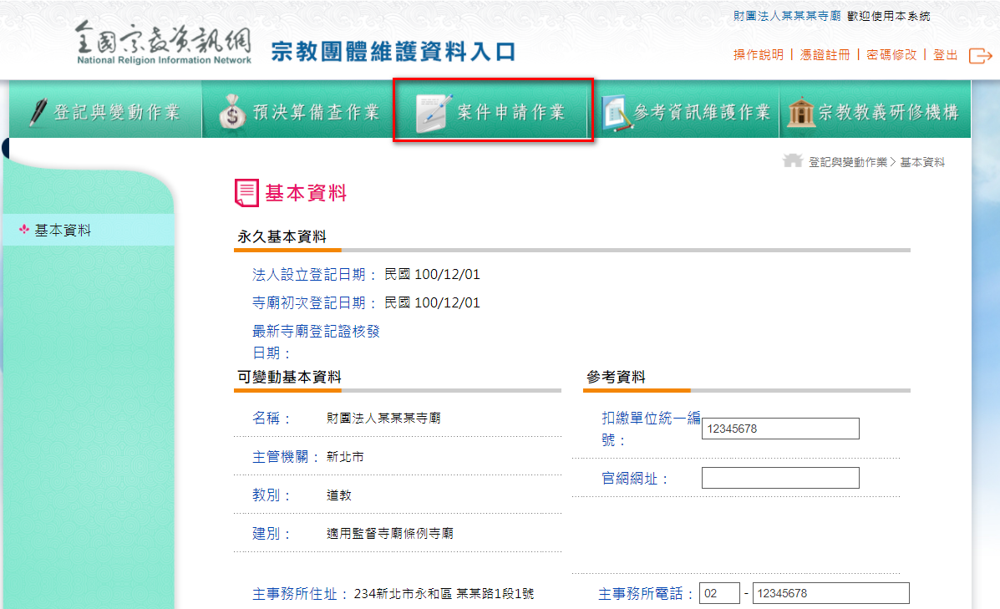 財團法人某某某寺廟 歡迎使用本系統
全國宗教資訊網
National Religion Information Network
宗教團體維護資料入口
操作說明 | 憑證註冊 | 密碼修改 | 登出
登記與變動作業
預決算備查作業
案件申請作業
參考資訊維護作業
宗教教義研修機構
登記與變動作業 > 基本資料
基本資料
基本資料
永久基本資料
法人設立登記日期： 民國 100/12/01
寺廟初次登記日期： 民國 100/12/01
最新寺廟登記證核發
日期：
可變動基本資料
名稱： 財團法人某某某寺廟
主管機關： 新北市
教別： 道教
建別： 適用監督寺廟條例寺廟
主事務所住址： 234新北市永和區 某某路1段1號
參考資料
扣繳單位統一編
號：
12345678
官網網址：
主事務所電話： 02 - 12345678